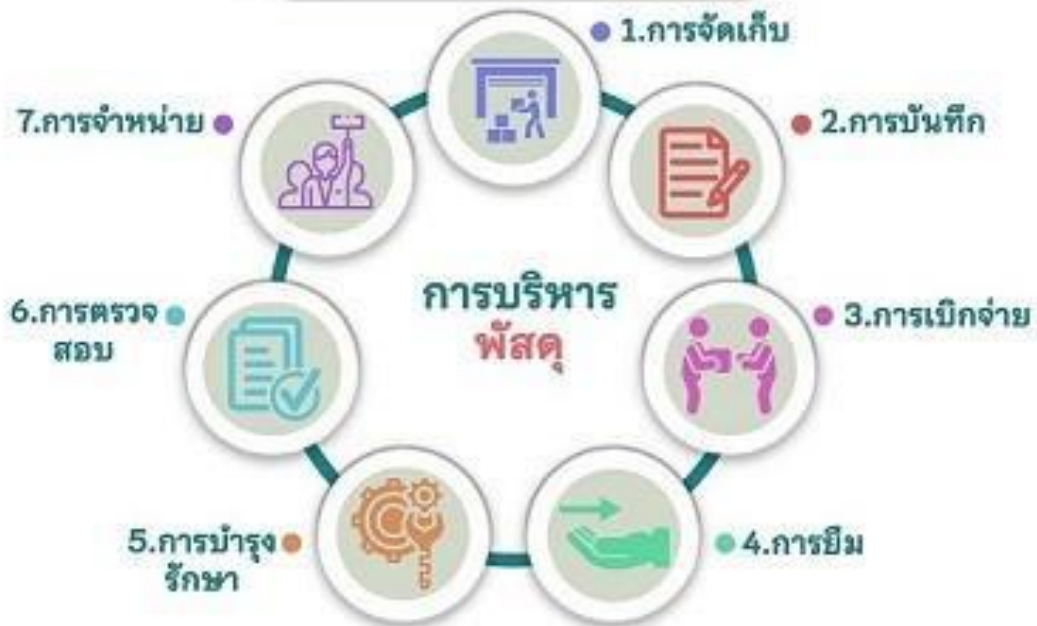 1.การจัดเก็บ
2.การบันทึก
3.การเบิกจ่าย
4.การยืม
5.การบำรุง
รักษา
6.การตรวจ
สอบ
7.การจำหน่าย
การบริหาร
พัสดุ